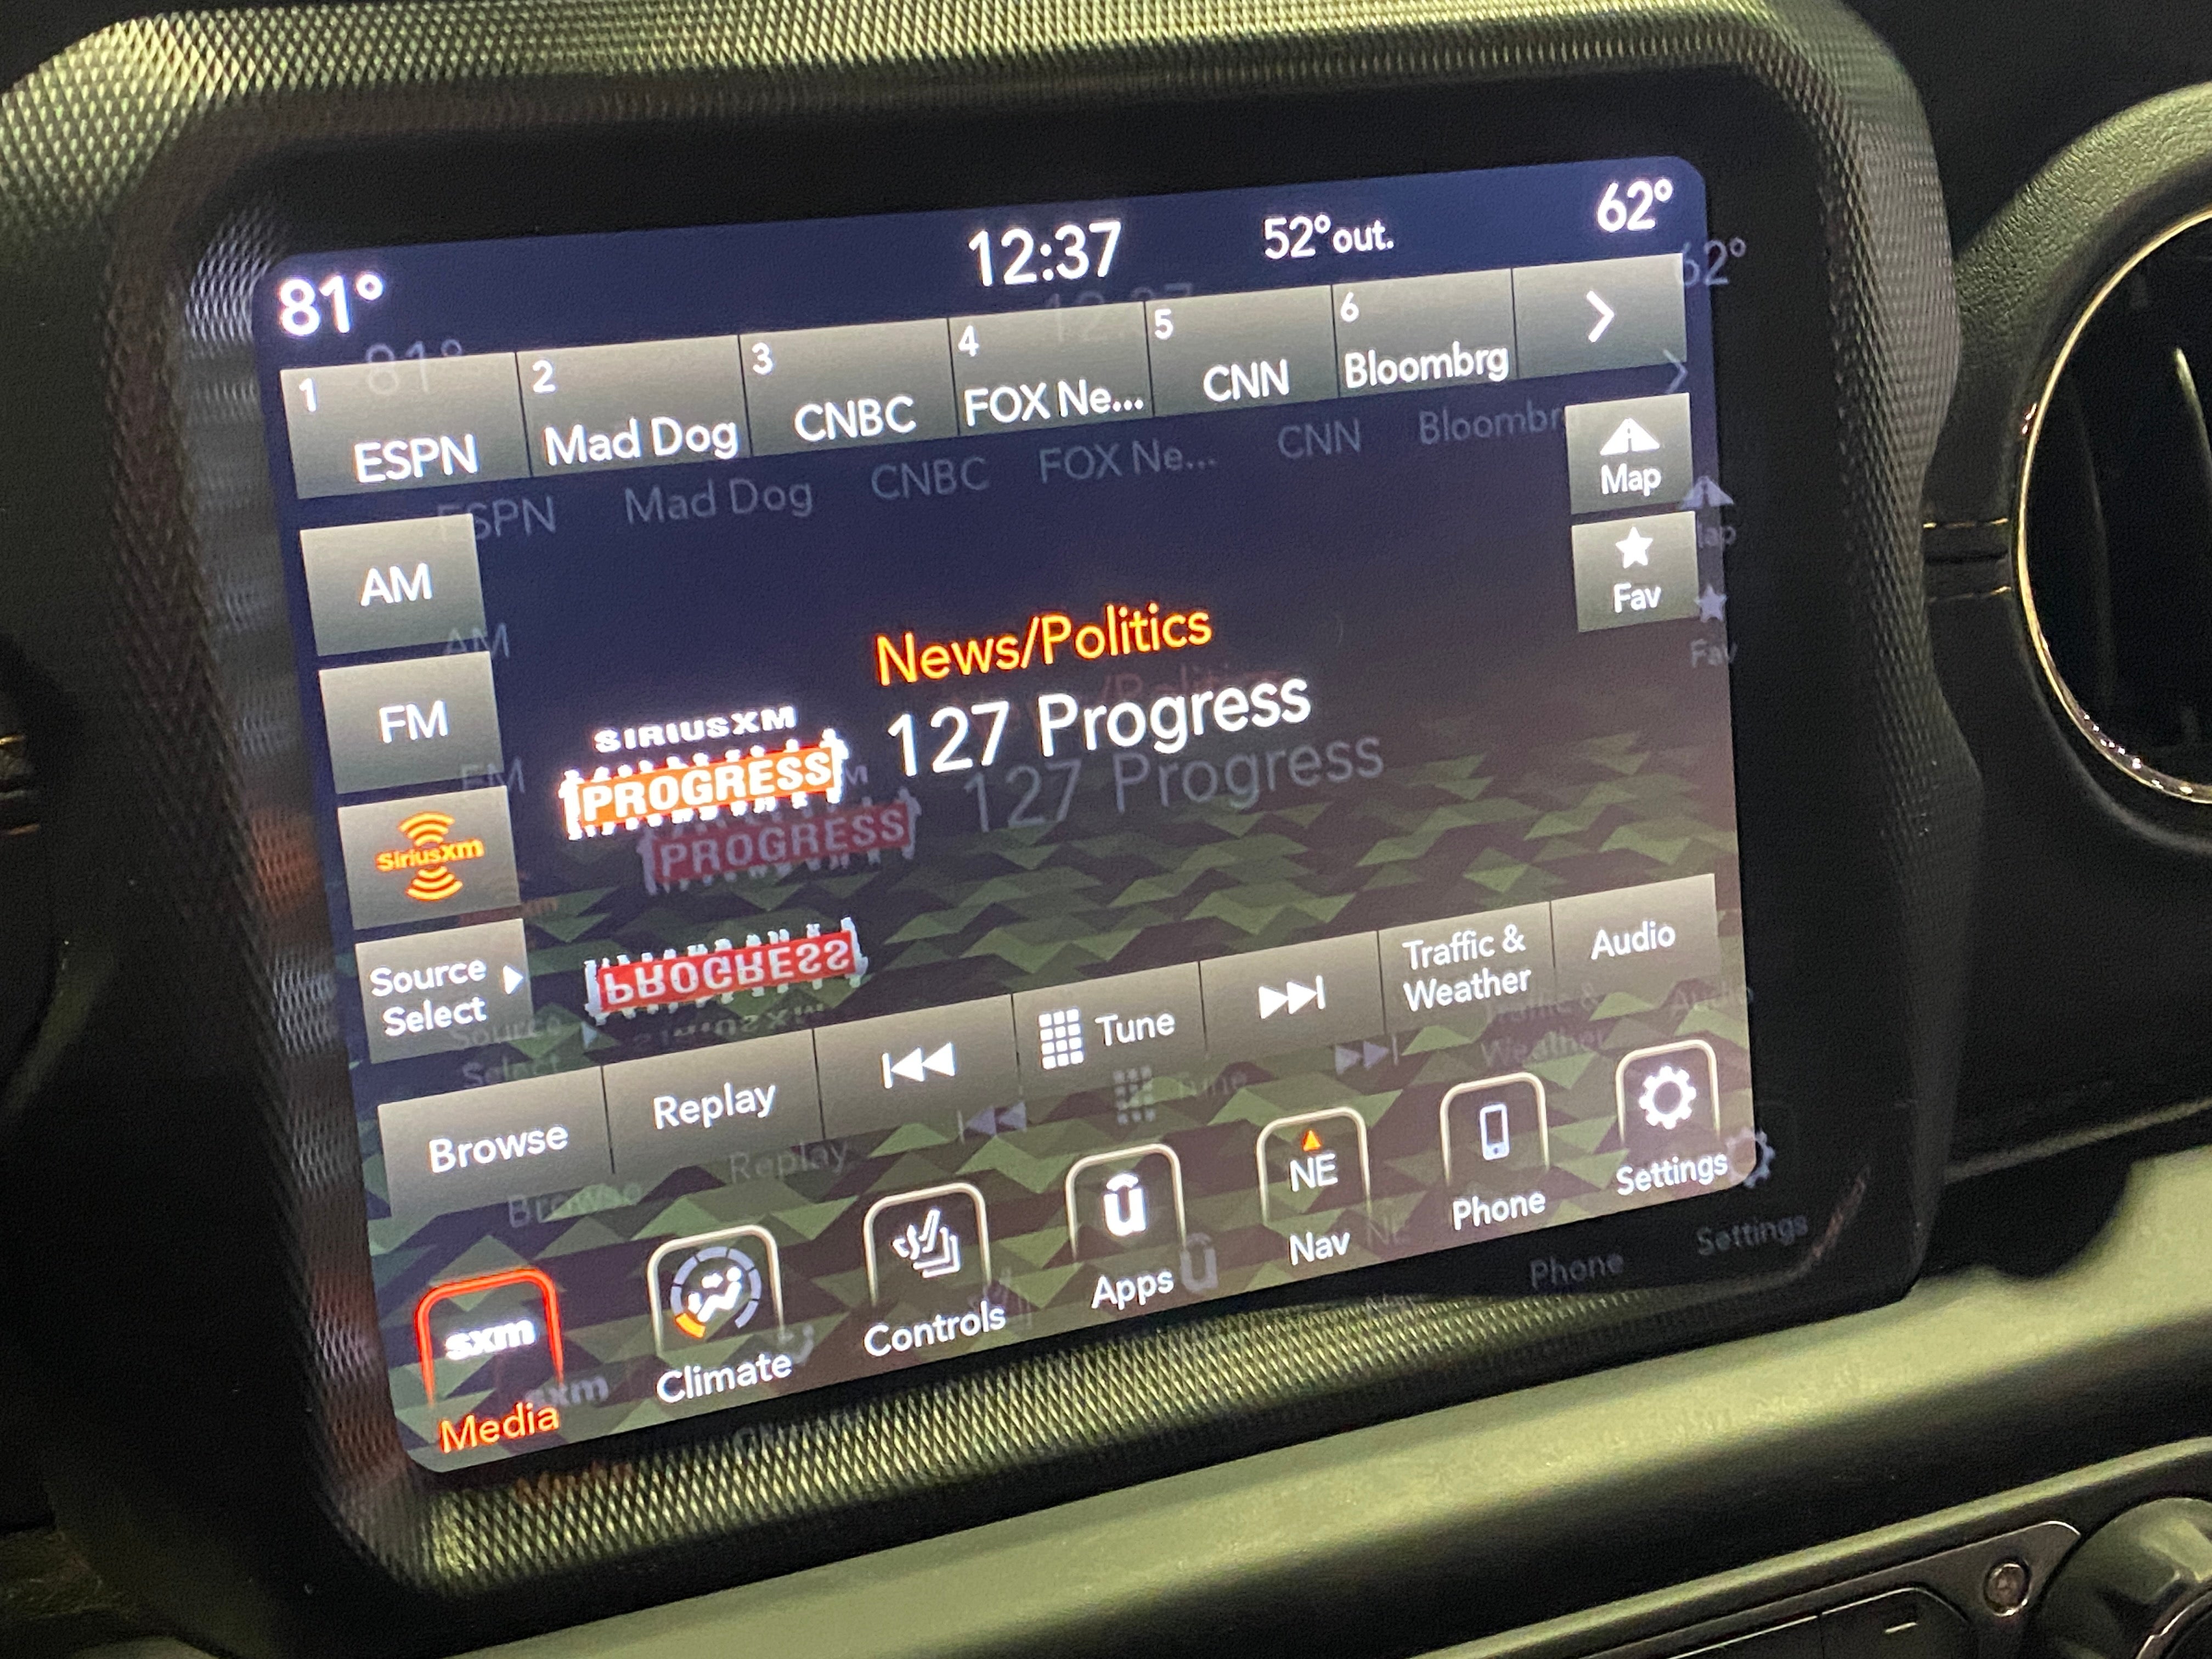 81° 12:37 52°out. 62°
1 ESPN
2 Mad Dog
3 CNBC
4 FOX Ne...
5 CNN
6 Bloombrg
Map
Fav
AM
FM
SiriusXm
Source
Select
News/Politics
127 Progress
SIRIUSXM
PROGRESS
PROGRESS
Browse
Replay
Tune
Traffic &
Weather
Audio
sxm
Media
Climate
Controls
ū
Apps
NE
Nav
Phone
Settings